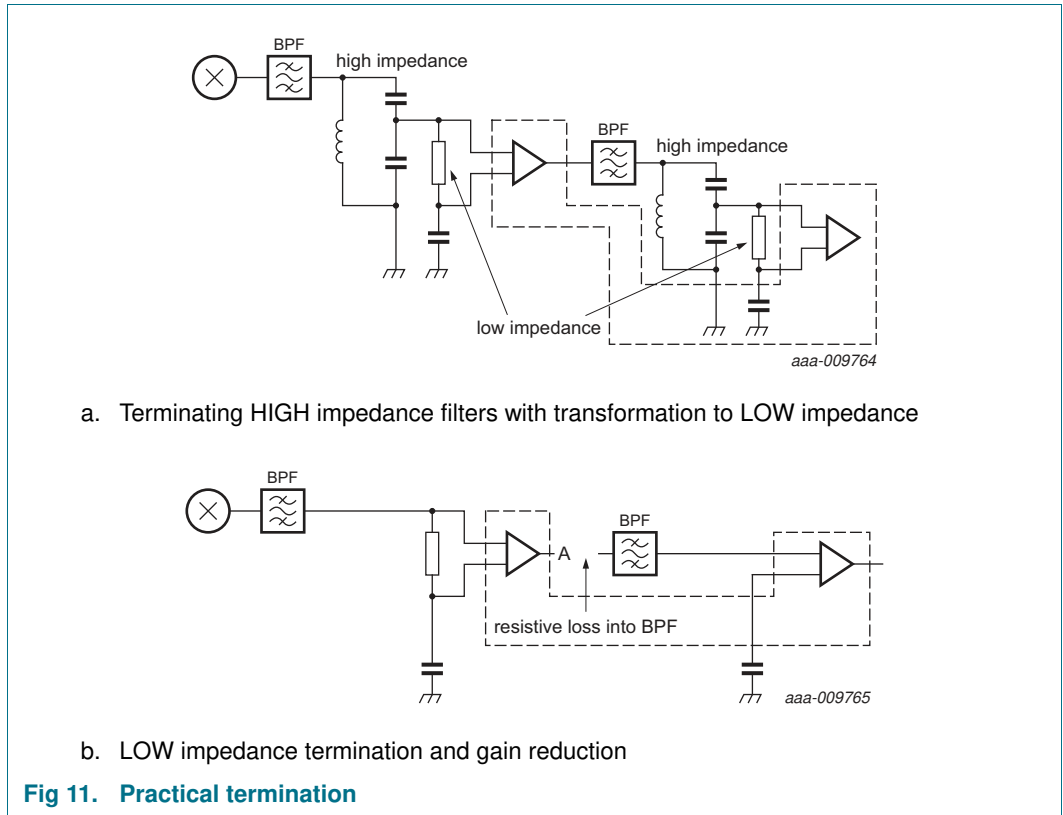 BPF
high impedance
BPF
high impedance
low impedance
aaa-009764
a. Terminating HIGH impedance filters with transformation to LOW impedance
BPF
BPF
A
resistive loss into BPF
aaa-009765
b. LOW impedance termination and gain reduction
Fig 11. Practical termination